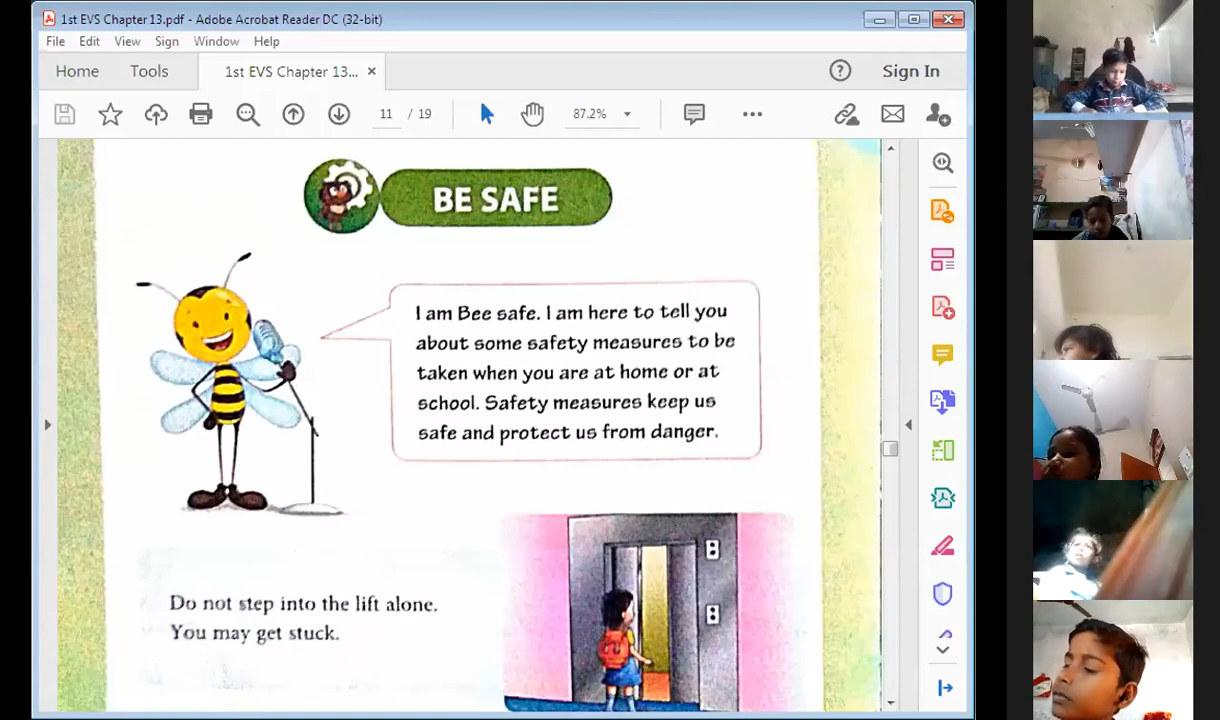 1st EVS Chapter 13.pdf - Adobe Acrobat Reader DC (32-bit)
File Edit View Sign Window Help
Home Tools 1st EVS Chapter 13... × Sign In
11 / 19 87.2%
BE SAFE
I am Bee safe. I am here to tell you
about some safety measures to be
taken when you are at home or at
school. Safety measures keep us
safe and protect us from danger.
Do not step into the lift alone.
You may get stuck.